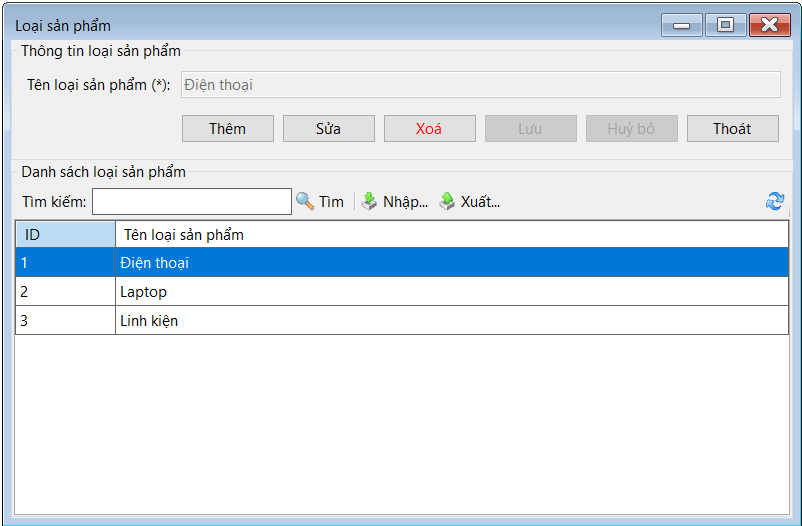 Loại sản phẩm
Thông tin loại sản phẩm
Tên loại sản phẩm (*): Điện thoại
Thêm Sửa Xoá Lưu Huỷ bỏ Thoát
Danh sách loại sản phẩm
Tìm kiếm: Tìm Nhập... Xuất...
ID Tên loại sản phẩm
1 Điện thoại
2 Laptop
3 Linh kiện